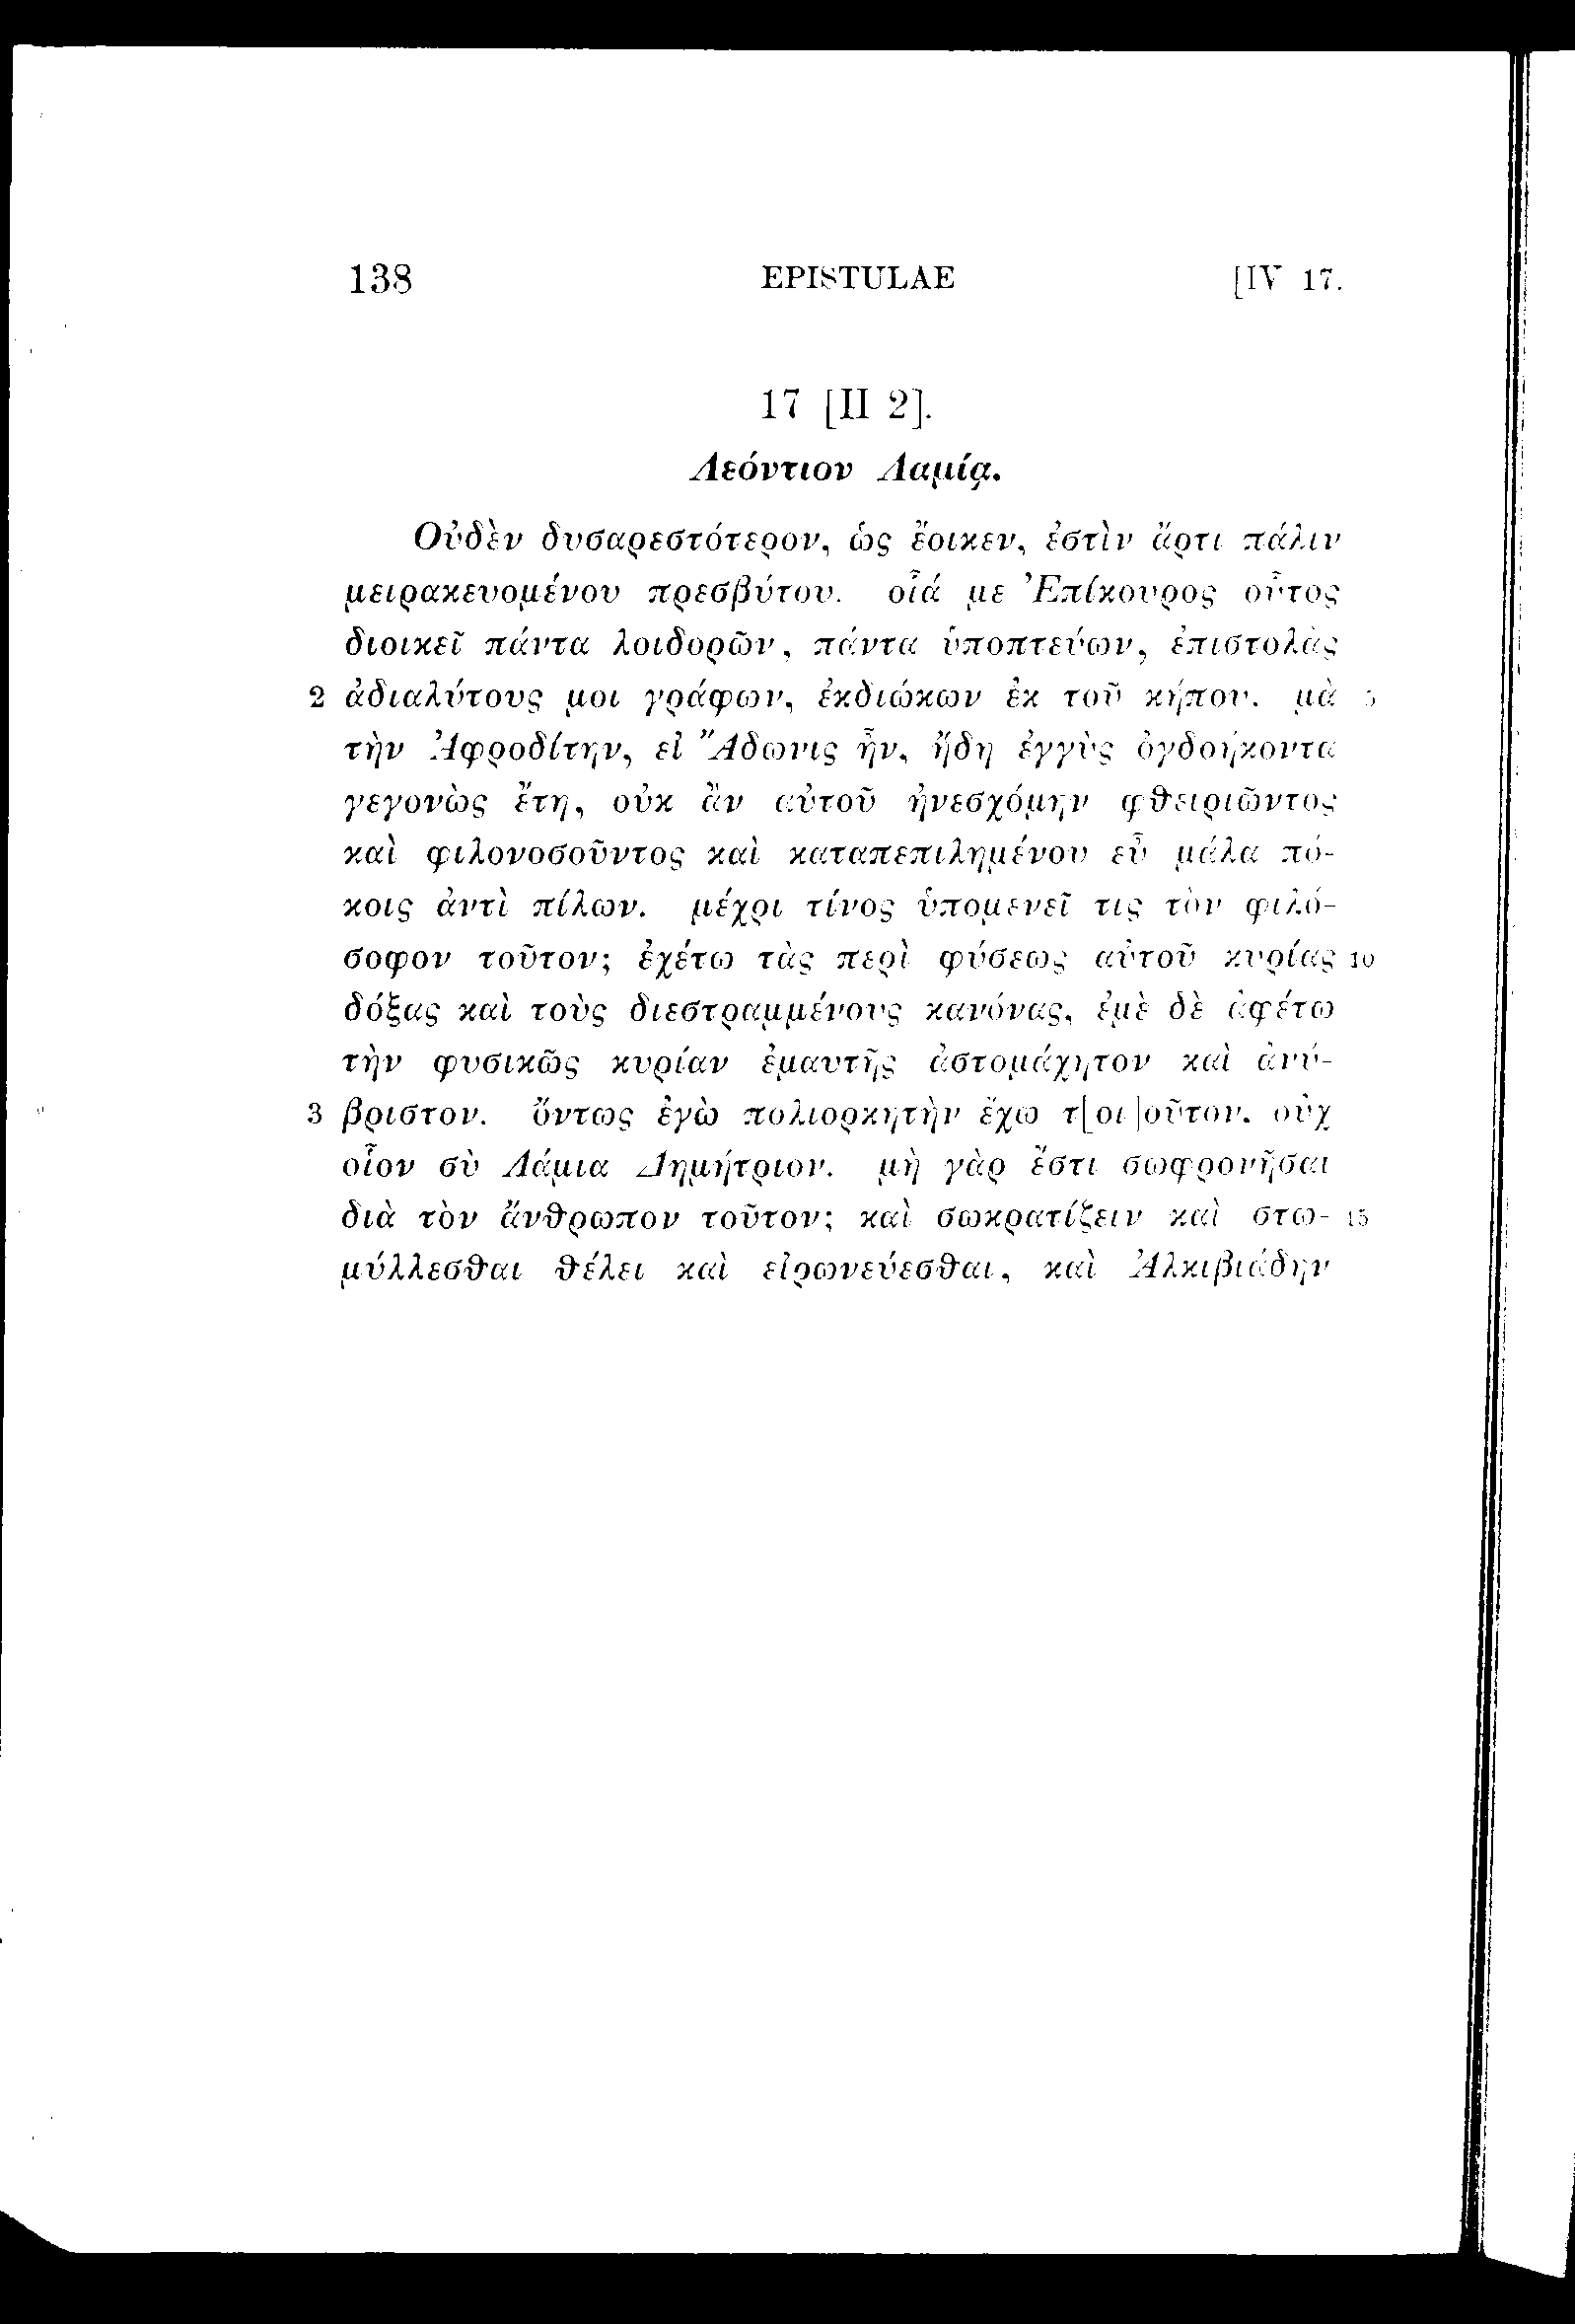 138 EPISTULAE [IV 17.
17 [II 2].
Λεόντιον Λαμίᾳ.
Οὐδὲν δυσαρεστότερον, ὡς ἔοικεν, ἐστὶν ἄρτι πάλιν
μειρακευομένου πρεσβύτου. οἷά με Ἐπίκουρος οὗτος
διοικεῖ πάντα λοιδορῶν, πάντα ὑποπτεύων, ἐπιστολὰς
2 ἀδιαλύτους μοι γράφων, ἐκδιώκων ἐκ τοῦ κήπου. μὰ 5
τὴν Ἀφροδίτην, εἰ Ἄδωνις ἦν, ἤδη ἐγγὺς ὀγδοήκοντα
γεγονὼς ἔτη, οὐκ ἂν αὐτοῦ ἠνεσχόμην φθειριῶντος
καὶ φιλονοσοῦντος καὶ καταπεπιλημένου εὖ μάλα πό-
κοις ἀντὶ πίλων. μέχρι τίνος ὑπομενεῖ τις τὸν φιλό-
σοφον τοῦτον; ἐχέτω τὰς περὶ φύσεως αὐτοῦ κυρίας 10
δόξας καὶ τοὺς διεστραμμένους κανόνας, ἐμὲ δὲ ἀφέτω
τὴν φυσικῶς κυρίαν ἐμαυτῆς ἀστομάχητον καὶ ἀνύ-
3 βριστον. ὄντως ἐγὼ πολιορκητὴν ἔχω τ[οι]οῦτον. οὐχ
οἷον σὺ Λάμια Δημήτριον. μὴ γὰρ ἔστι σωφρονῆσαι
διὰ τὸν ἄνθρωπον τοῦτον; καὶ σωκρατίζειν καὶ στω- 15
μύλλεσθαι θέλει καὶ εἰρωνεύεσθαι, καὶ Ἀλκιβιάδην